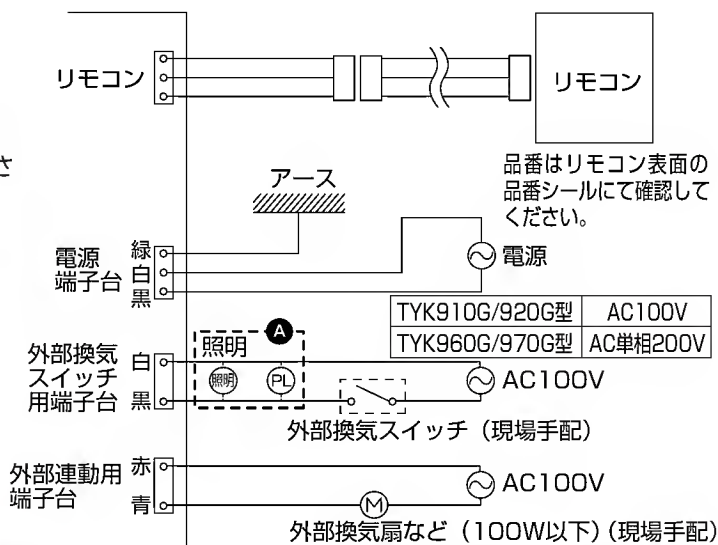 リモコン
リモコン
さ
品番はリモコン表面の
品番シールにて確認して
ください。
アース
電源
端子台
緑
白
黒
電源
TYK910G/920G型 AC100V
TYK960G/970G型 AC単相200V
A
照明
外部換気
スイッチ
用端子台
白
黒
照明
PL
AC100V
外部換気スイッチ（現場手配）
外部連動用
端子台
赤
青
AC100V
M
外部換気扇など（100W以下）（現場手配）